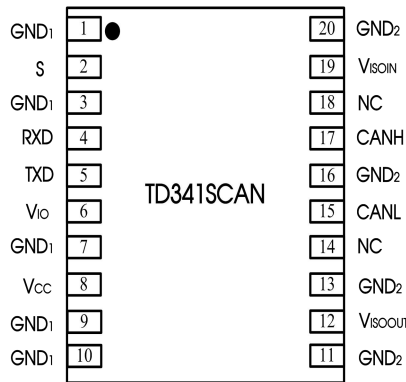 GND1 1 20 GND2
S 2 19 VISOIN
GND1 3 18 NC
RXD 4 17 CANH
TXD 5 16 GND2
TD341SCAN
VIO 6 15 CANL
GND1 7 14 NC
VCC 8 13 GND2
GND1 9 12 VISOOUT
GND1 10 11 GND2